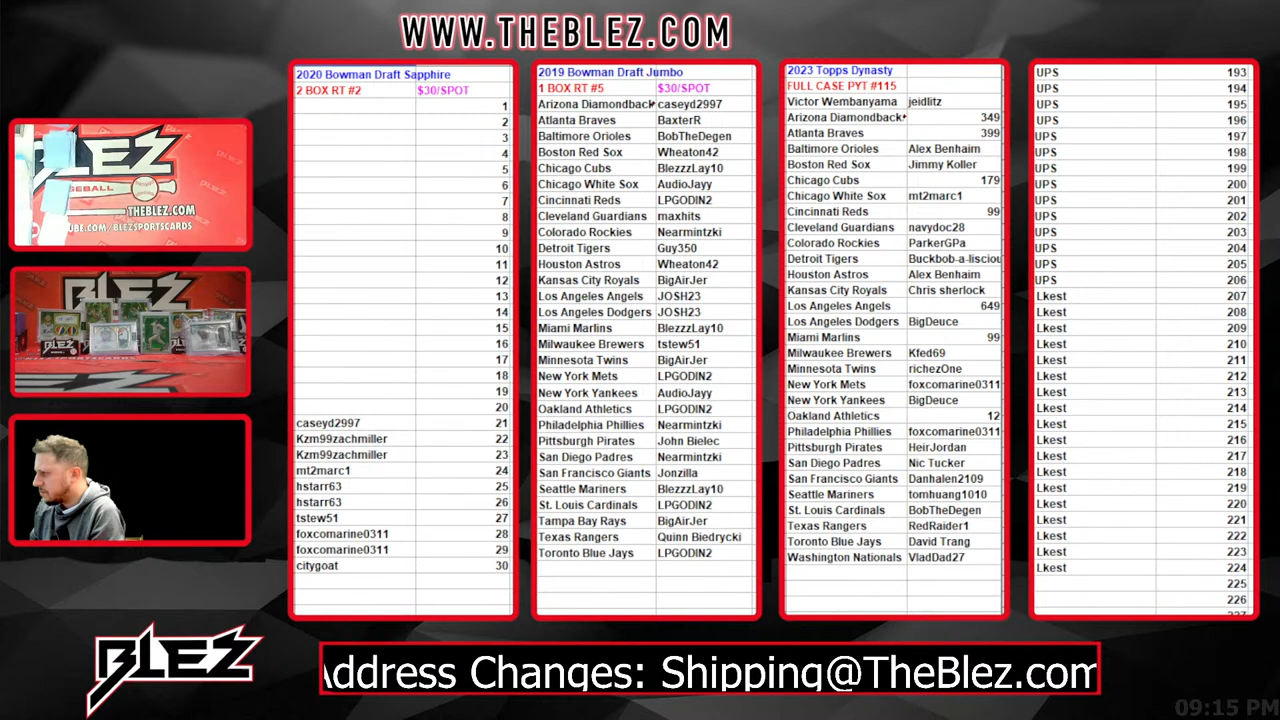 WWW.THEBLEZ.COM
BLEZ
BASEBALL
THEBLEZ.COM
BLEZ
2020 Bowman Draft Sapphire
2 BOX RT #2 $30/SPOT
1
2
3
4
5
6
7
8
9
10
11
12
13
14
15
16
17
18
19
20
caseyd2997 21
Kzm99zachmiller 22
Kzm99zachmiller 23
mt2marc1 24
hstarr63 25
hstarr63 26
tstew51 27
foxcomarine0311 28
foxcomarine0311 29
citygoat 30
2019 Bowman Draft Jumbo
1 BOX RT #5 $30/SPOT
Arizona Diamondback caseyd2997
Atlanta Braves BaxterR
Baltimore Orioles BobTheDegen
Boston Red Sox Wheaton42
Chicago Cubs BlezzzLay10
Chicago White Sox AudioJayy
Cincinnati Reds LPGODIN2
Cleveland Guardians maxhits
Colorado Rockies Nearmintzki
Detroit Tigers Guy350
Houston Astros Wheaton42
Kansas City Royals BigAirJer
Los Angeles Angels JOSH23
Los Angeles Dodgers JOSH23
Miami Marlins BlezzzLay10
Milwaukee Brewers tstew51
Minnesota Twins BigAirJer
New York Mets LPGODIN2
New York Yankees AudioJayy
Oakland Athletics LPGODIN2
Philadelphia Phillies Nearmintzki
Pittsburgh Pirates John Bielec
San Diego Padres Nearmintzki
San Francisco Giants Jonzilla
Seattle Mariners BlezzzLay10
St. Louis Cardinals LPGODIN2
Tampa Bay Rays BigAirJer
Texas Rangers Quinn Biedrycki
Toronto Blue Jays LPGODIN2
2023 Topps Dynasty
FULL CASE PYT #115
Victor Wembanyama jeidlitz
Arizona Diamondback 349
Atlanta Braves 399
Baltimore Orioles Alex Benhaim
Boston Red Sox Jimmy Koller
Chicago Cubs 179
Chicago White Sox mt2marc1
Cincinnati Reds 99
Cleveland Guardians navydoc28
Colorado Rockies ParkerGPa
Detroit Tigers Buckbob-a-lisciou
Houston Astros Alex Benhaim
Kansas City Royals Chris sherlock
Los Angeles Angels 649
Los Angeles Dodgers BigDeuce
Miami Marlins 99
Milwaukee Brewers Kfed69
Minnesota Twins richezOne
New York Mets foxcomarine0311
New York Yankees BigDeuce
Oakland Athletics 12
Philadelphia Phillies foxcomarine0311
Pittsburgh Pirates HeirJordan
San Diego Padres Nic Tucker
San Francisco Giants Danhalen2109
Seattle Mariners tomhuang1010
St. Louis Cardinals BobTheDegen
Texas Rangers RedRaider1
Toronto Blue Jays David Trang
Washington Nationals VladDad27
UPS 193
UPS 194
UPS 195
UPS 196
UPS 197
UPS 198
UPS 199
UPS 200
UPS 201
UPS 202
UPS 203
UPS 204
UPS 205
UPS 206
Lkest 207
Lkest 208
Lkest 209
Lkest 210
Lkest 211
Lkest 212
Lkest 213
Lkest 214
Lkest 215
Lkest 216
Lkest 217
Lkest 218
Lkest 219
Lkest 220
Lkest 221
Lkest 222
Lkest 223
Lkest 224
225
226
227
BLEZ
Address Changes: Shipping@TheBlez.com
09:15 PM